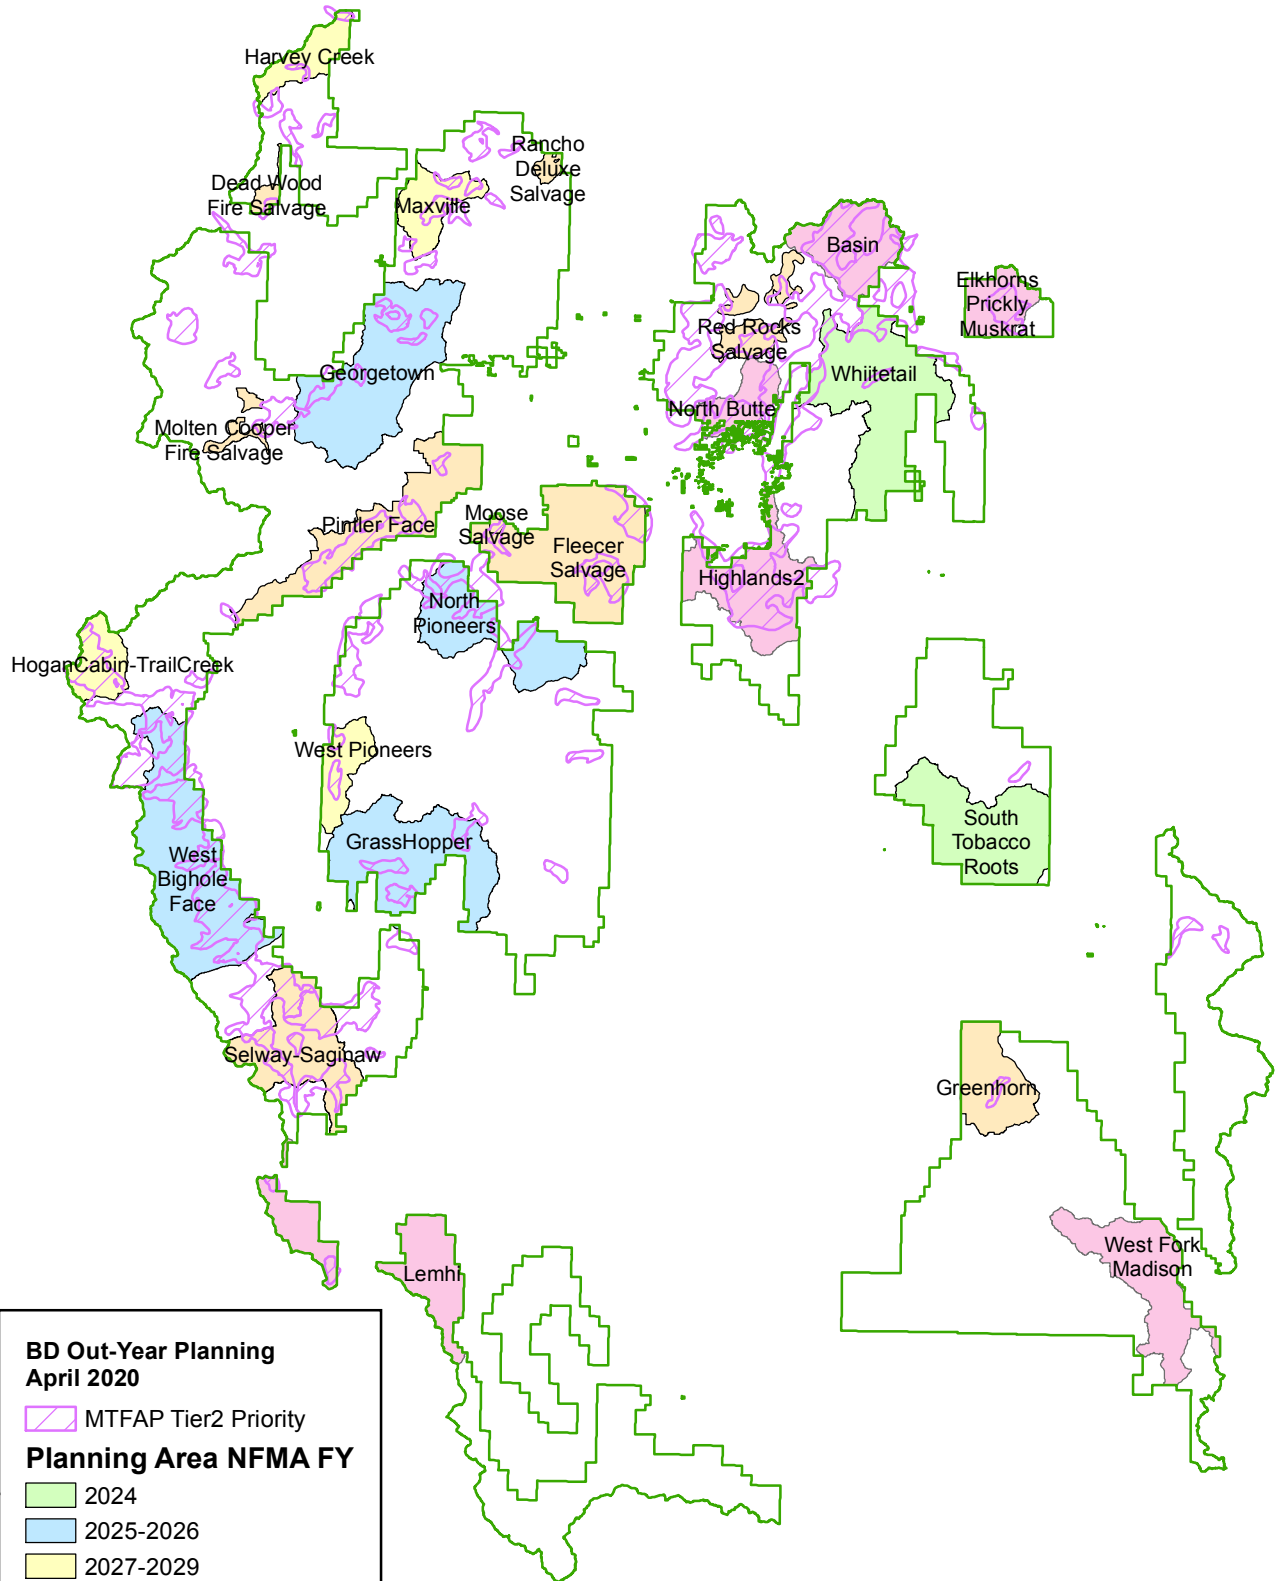 Harvey Creek
Rancho
Deluxe
Salvage
Dead Wood
Fire Salvage
Maxville
Basin
Elkhorns
Prickly
Muskrat
Red Rocks
Salvage
Georgetown
Whiitetail
North Butte
Molten Cooper
Fire Salvage
Pintler Face
Moose
Salvage
Fleecer
Salvage
Highlands2
North
Pioneers
HoganCabin-TrailCreek
West Pioneers
GrassHopper
South
Tobacco
Roots
West
Bighole
Face
Selway-Saginaw
Greenhorn
West Fork
Madison
Lemhi
BD Out-Year Planning
April 2020
MTFAP Tier2 Priority
Planning Area NFMA FY
2024
2025-2026
2027-2029